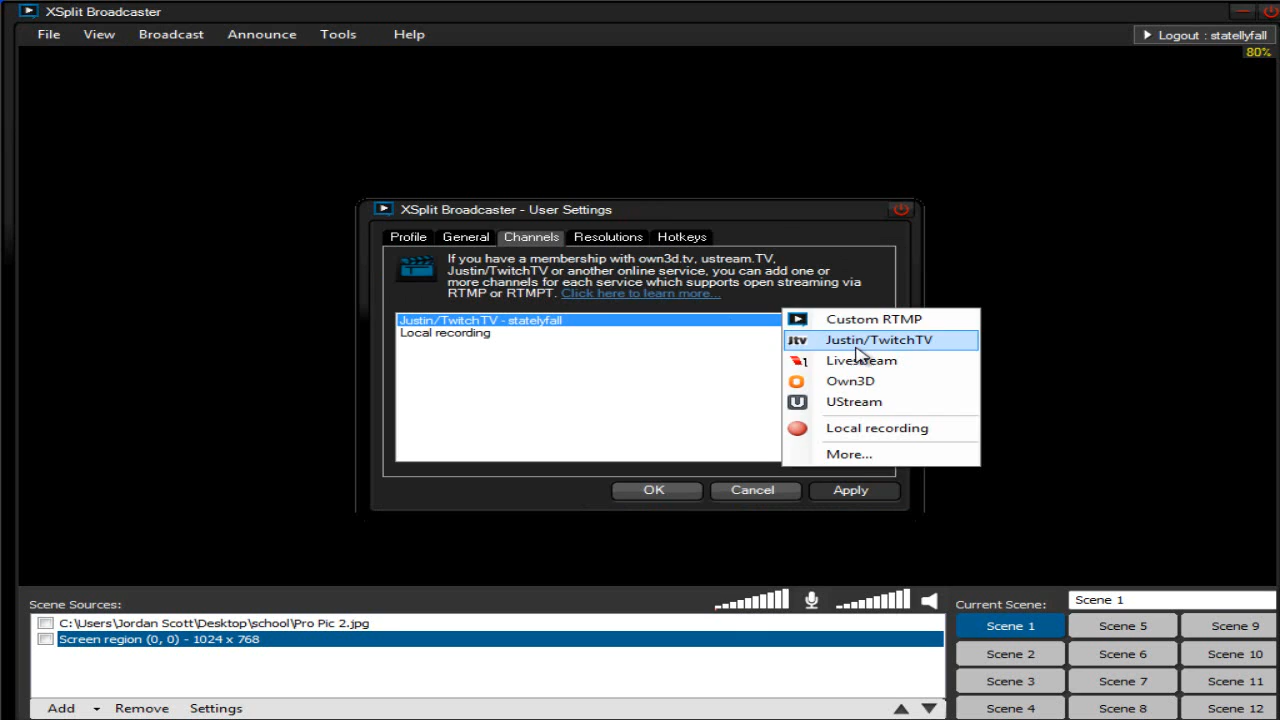 XSplit Broadcaster
File View Broadcast Announce Tools Help
Logout : statellyfall
80%
XSplit Broadcaster - User Settings
Profile General Channels Resolutions Hotkeys
If you have a membership with own3d.tv, ustream.TV,
Justin/TwitchTV or another online service, you can add one or
more channels for each service which supports open streaming via
RTMP or RTMPT. Click here to learn more...
Justin/TwitchTV - statelyfall
Local recording
Custom RTMP
jtv Justin/TwitchTV
Livestream
Own3D
U UStream
Local recording
More...
OK Cancel Apply
Scene Sources:
C:\Users\Jordan Scott\Desktop\school\Pro Pic 2.jpg
Screen region (0, 0) - 1024 x 768
Add Remove Settings
Current Scene: Scene 1
Scene 1 Scene 5 Scene 9
Scene 2 Scene 6 Scene 10
Scene 3 Scene 7 Scene 11
Scene 4 Scene 8 Scene 12